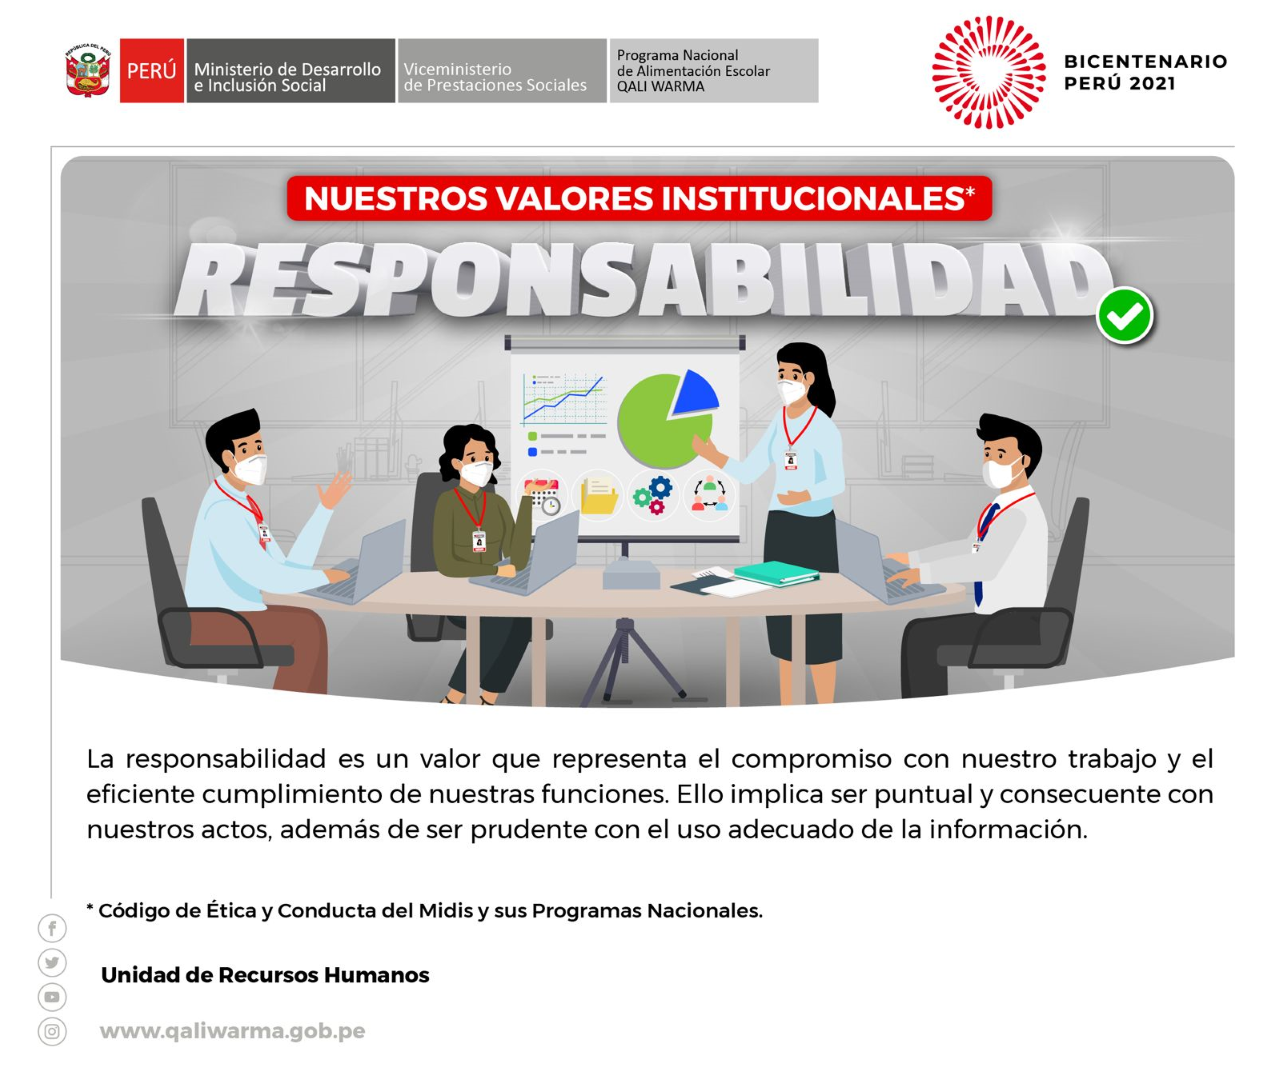 REPÚBLICA DEL PERÚ
PERÚ
Ministerio de Desarrollo
e Inclusión Social
Viceministerio
de Prestaciones Sociales
Programa Nacional
de Alimentación Escolar
QALI WARMA
BICENTENARIO
PERÚ 2021
NUESTROS VALORES INSTITUCIONALES*
RESPONSABILIDAD
La responsabilidad es un valor que representa el compromiso con nuestro trabajo y el
eficiente cumplimiento de nuestras funciones. Ello implica ser puntual y consecuente con
nuestros actos, además de ser prudente con el uso adecuado de la información.
* Código de Ética y Conducta del Midis y sus Programas Nacionales.
Unidad de Recursos Humanos
www.qaliwarma.gob.pe